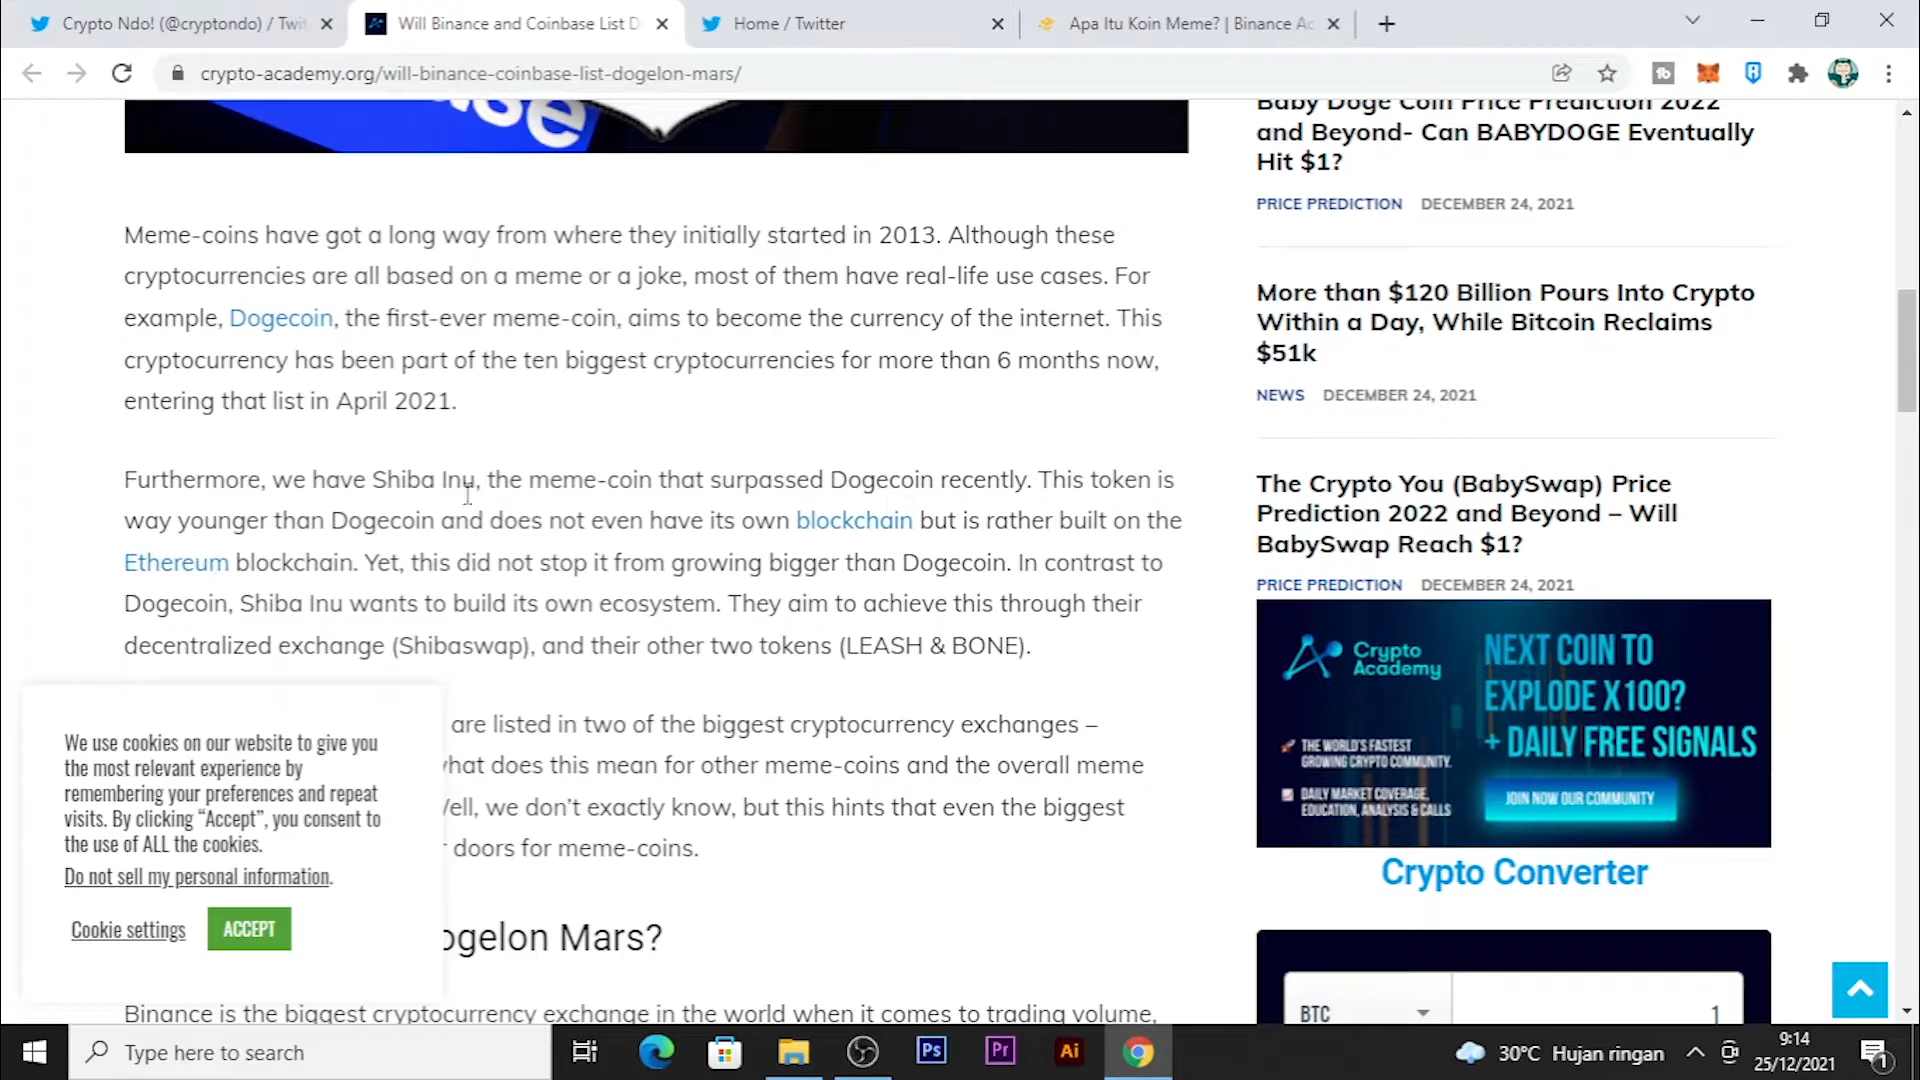 Crypto Ndo! (@cryptondo) / Twit
Will Binance and Coinbase List D
Home / Twitter
Apa Itu Koin Meme? | Binance Ac
crypto-academy.org/will-binance-coinbase-list-dogelon-mars/
ase
Meme-coins have got a long way from where they initially started in 2013. Although these
cryptocurrencies are all based on a meme or a joke, most of them have real-life use cases. For
example, Dogecoin, the first-ever meme-coin, aims to become the currency of the internet. This
cryptocurrency has been part of the ten biggest cryptocurrencies for more than 6 months now,
entering that list in April 2021.
Furthermore, we have Shiba Inu, the meme-coin that surpassed Dogecoin recently. This token is
way younger than Dogecoin and does not even have its own blockchain but is rather built on the
Ethereum blockchain. Yet, this did not stop it from growing bigger than Dogecoin. In contrast to
Dogecoin, Shiba Inu wants to build its own ecosystem. They aim to achieve this through their
decentralized exchange (Shibaswap), and their other two tokens (LEASH & BONE).
are listed in two of the biggest cryptocurrency exchanges –
what does this mean for other meme-coins and the overall meme
Well, we don't exactly know, but this hints that even the biggest
doors for meme-coins.
ogelon Mars?
Binance is the biggest cryptocurrency exchange in the world when it comes to trading volume,
We use cookies on our website to give you
the most relevant experience by
remembering your preferences and repeat
visits. By clicking “Accept”, you consent to
the use of ALL the cookies.
Do not sell my personal information.
Cookie settings
ACCEPT
Baby Doge Coin Price Prediction 2022
and Beyond- Can BABYDOGE Eventually
Hit $1?
PRICE PREDICTION DECEMBER 24, 2021
More than $120 Billion Pours Into Crypto
Within a Day, While Bitcoin Reclaims
$51k
NEWS DECEMBER 24, 2021
The Crypto You (BabySwap) Price
Prediction 2022 and Beyond – Will
BabySwap Reach $1?
PRICE PREDICTION DECEMBER 24, 2021
Crypto
Academy
NEXT COIN TO
EXPLODE X100?
+ DAILY FREE SIGNALS
THE WORLD'S FASTEST
GROWING CRYPTO COMMUNITY.
DAILY MARKET COVERAGE,
EDUCATION, ANALYSIS & CALLS
JOIN NOW OUR COMMUNITY
Crypto Converter
BTC
1
Type here to search
Ps
Pr
Ai
30°C Hujan ringan
9:14
25/12/2021
1